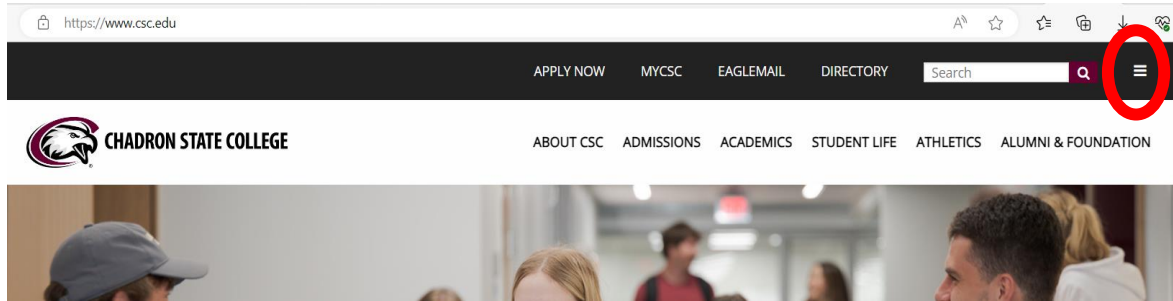 https://www.csc.edu
APPLY NOW MYCSC EAGLEMAIL DIRECTORY Search
CHADRON STATE COLLEGE ABOUT CSC ADMISSIONS ACADEMICS STUDENT LIFE ATHLETICS ALUMNI & FOUNDATION